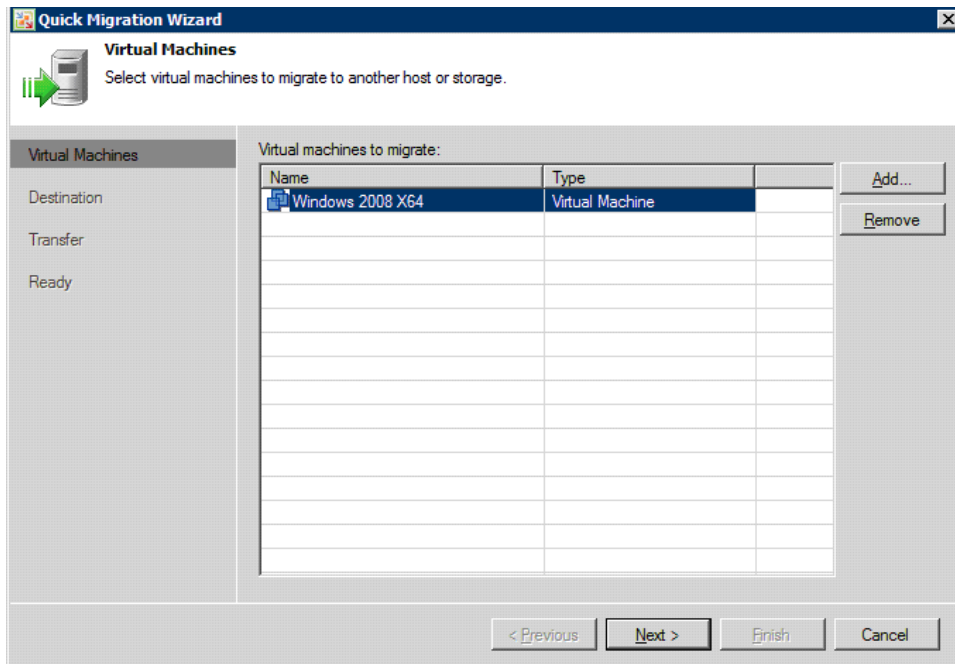 Quick Migration Wizard
Virtual Machines
Select virtual machines to migrate to another host or storage.
Virtual Machines
Destination
Transfer
Ready
Virtual machines to migrate:
Name Type
Windows 2008 X64 Virtual Machine
Add...
Remove
< Previous Next > Finish Cancel